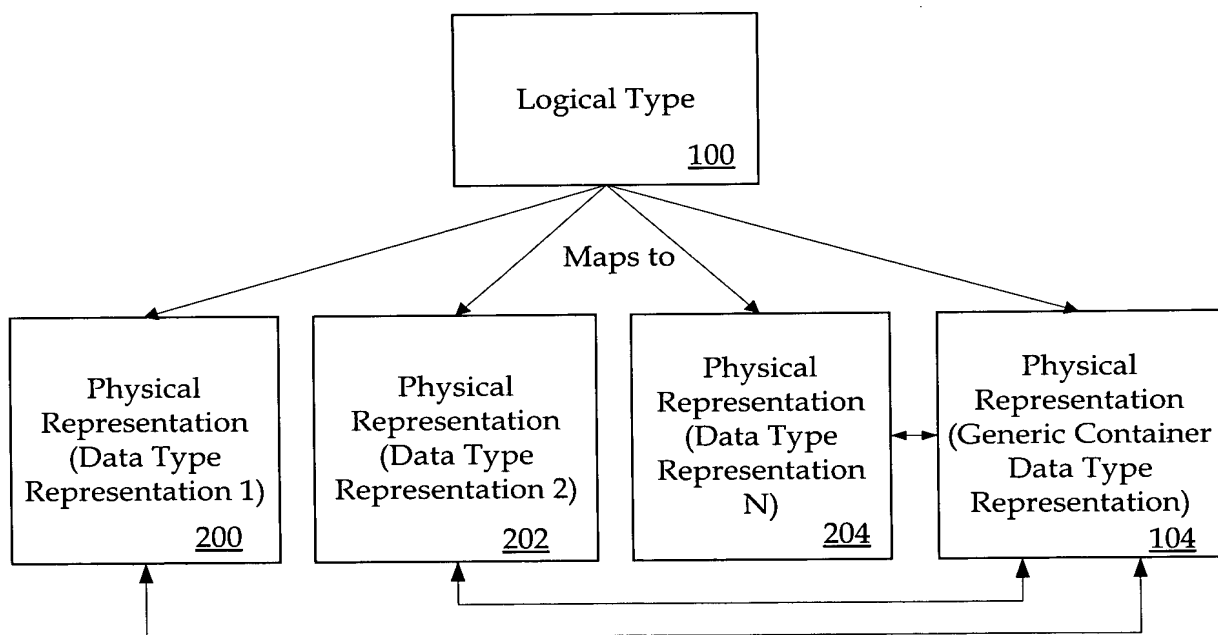 Logical Type
100
Maps to
Physical
Representation
(Data Type
Representation 1)
200
Physical
Representation
(Data Type
Representation 2)
202
Physical
Representation
(Data Type
Representation
N)
204
Physical
Representation
(Generic Container
Data Type
Representation)
104